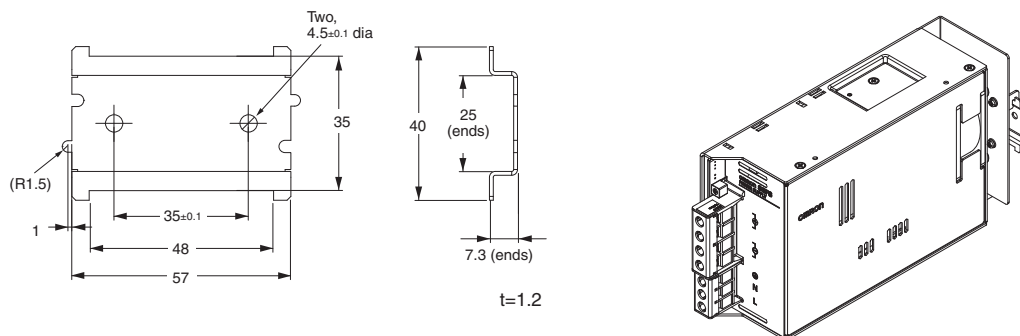 Two,
4.5±0.1 dia
35
(R1.5)
35±0.1
1
48
57
40
25
(ends)
7.3 (ends)
t=1.2
OMRON
N
L